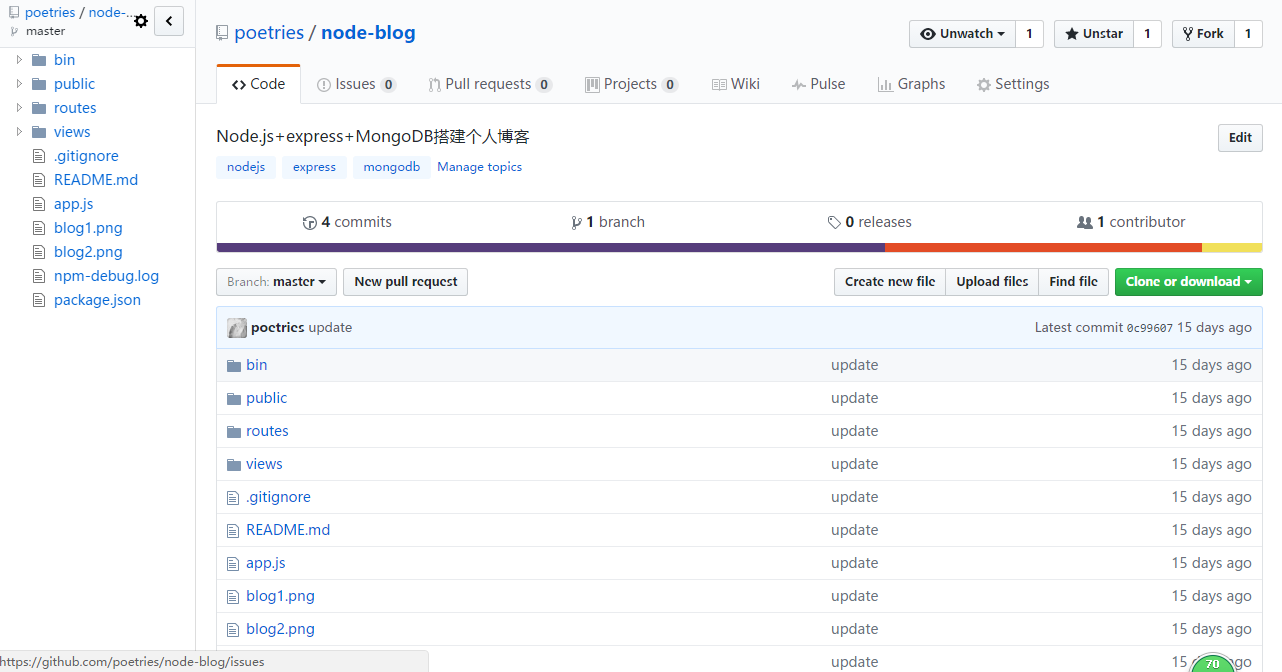 poetries / node-...
master
bin
public
routes
views
.gitignore
README.md
app.js
blog1.png
blog2.png
npm-debug.log
package.json
poetries / node-blog
Unwatch 1 Unstar 1 Fork 1
Code Issues 0 Pull requests 0 Projects 0 Wiki Pulse Graphs Settings
Node.js+express+MongoDB搭建个人博客 Edit
nodejs express mongodb Manage topics
4 commits 1 branch 0 releases 1 contributor
Branch: master New pull request Create new file Upload files Find file Clone or download
poetries update Latest commit 0c99607 15 days ago
bin update 15 days ago
public update 15 days ago
routes update 15 days ago
views update 15 days ago
.gitignore update 15 days ago
README.md update 15 days ago
app.js update 15 days ago
blog1.png update 15 days ago
blog2.png update 15 days ago
update 15 days ago
https://github.com/poetries/node-blog/issues
70